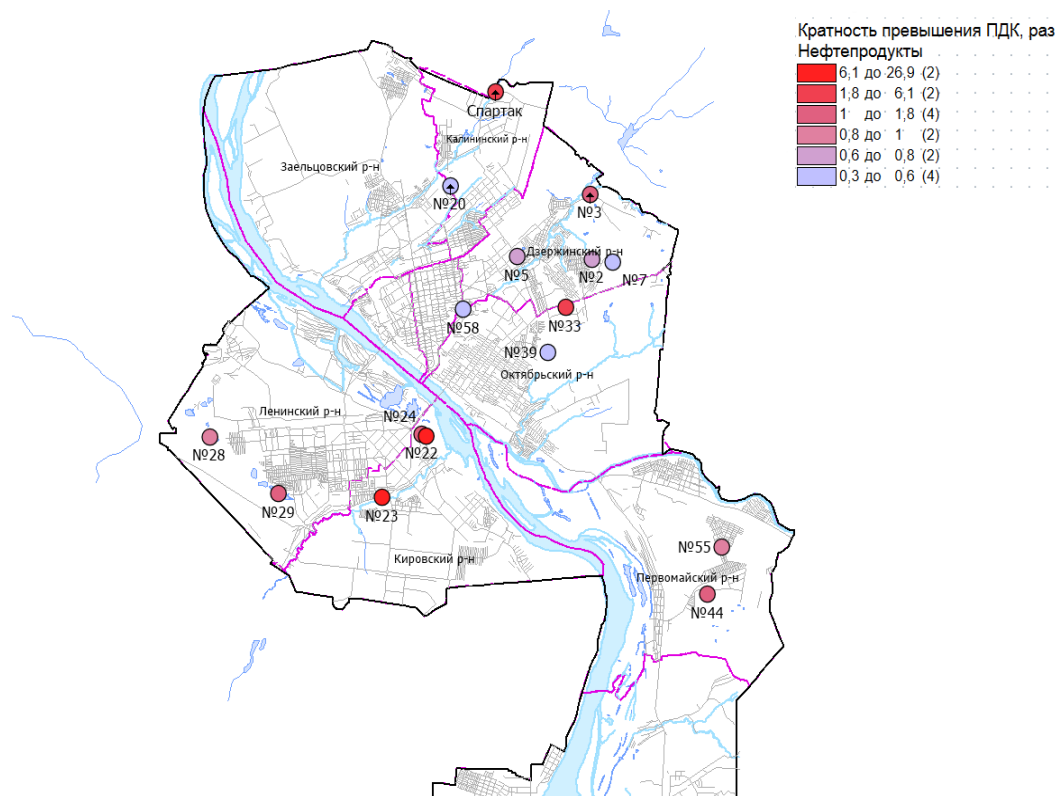 Кратность превышения ПДК, раз
Нефтепродукты
6,1 до 26,9 (2)
1,8 до 6,1 (2)
1 до 1,8 (4)
0,8 до 1 (2)
0,6 до 0,8 (2)
0,3 до 0,6 (4)
Спартак
Калининский р-н
Заельцовский р-н
№20
№3
Дзержинский р-н
№5
№2
№7
№58
№33
№39
Октябрьский р-н
Ленинский р-н
№24
№22
№28
№29
№23
Кировский р-н
№55
Первомайский р-н
№44